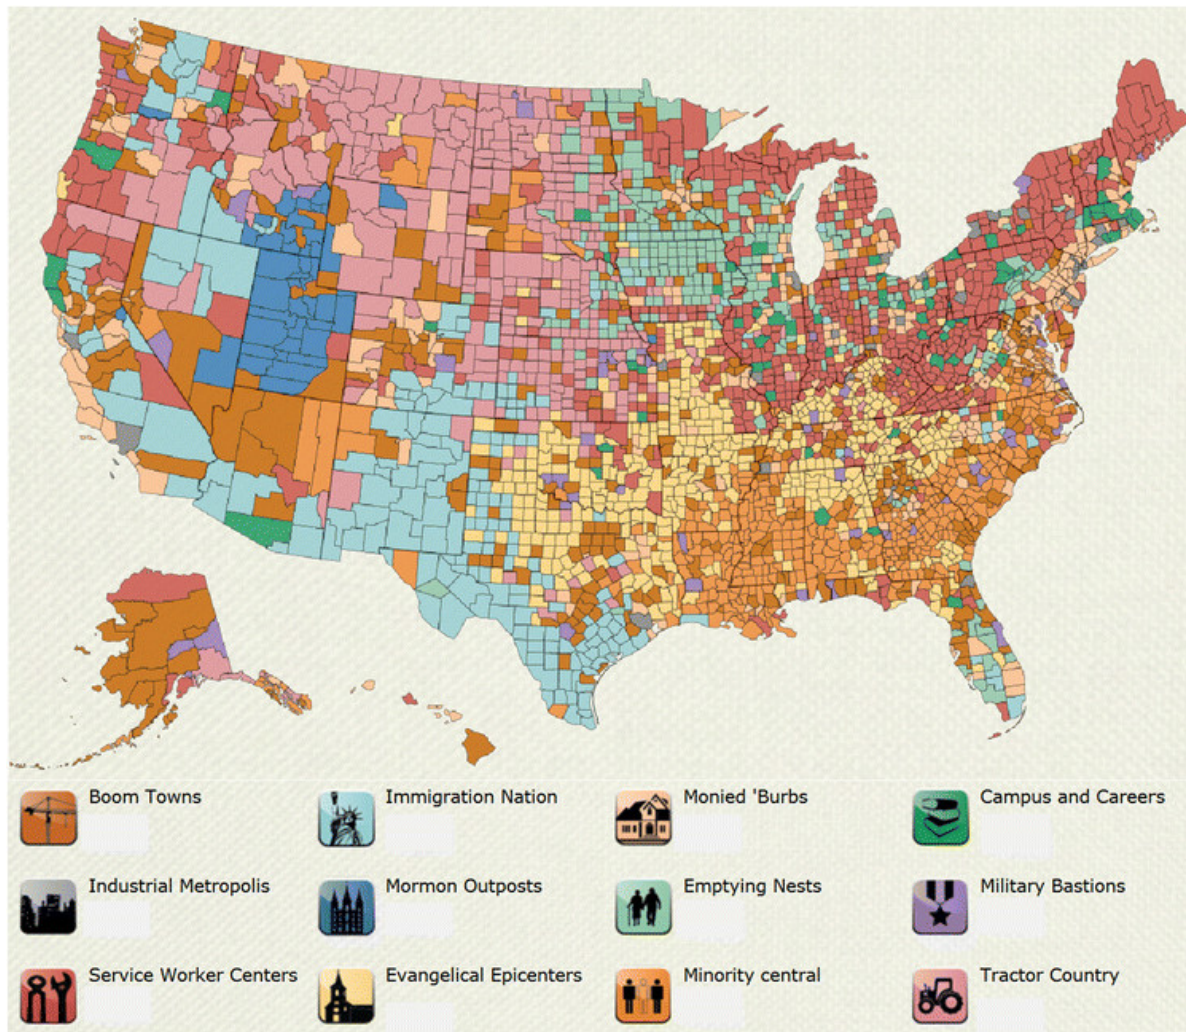 Boom Towns
Immigration Nation
Monied 'Burbs
Campus and Careers
Industrial Metropolis
Mormon Outposts
Emptying Nests
Military Bastions
Service Worker Centers
Evangelical Epicenters
Minority central
Tractor Country